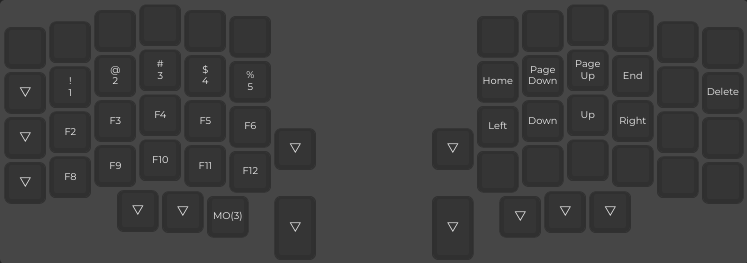 ! @ # $ %
1 2 3 4 5
Home Page Down Page Up End
▽ Delete
▽ F2 F3 F4 F5 F6
Left Down Up Right
▽ F8 F9 F10 F11 F12
▽ ▽
▽ ▽ MO(3) ▽
▽ ▽ ▽ ▽